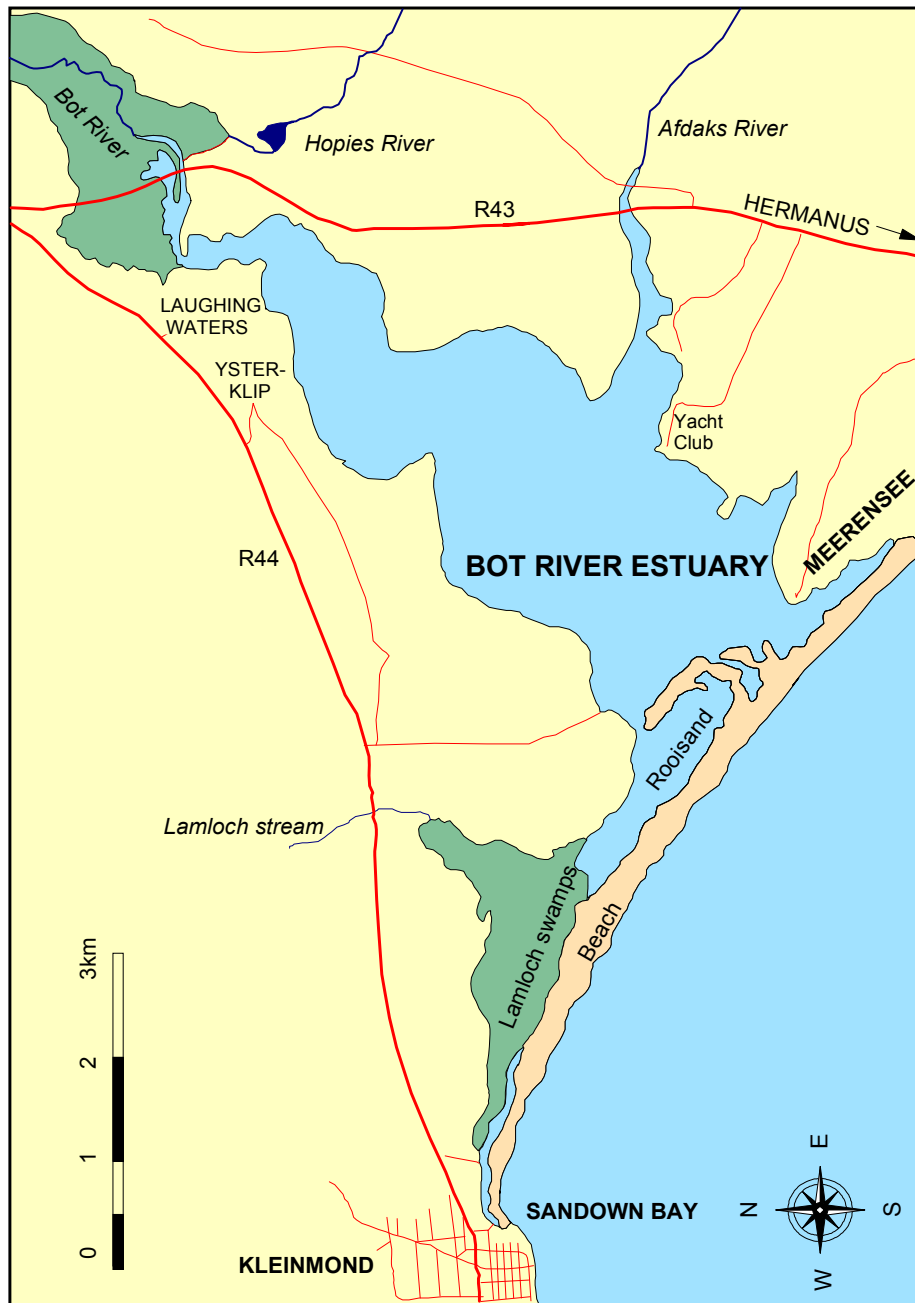 Bot River
Hopies River
Afdaks River
R43
HERMANUS
LAUGHING
WATERS
YSTER-
KLIP
Yacht
Club
MEERENSEE
R44
BOT RIVER ESTUARY
Rooisand
Lamloch stream
Lamloch swamps
Beach
3km
2
1
0
E
N
S
W
SANDOWN BAY
KLEINMOND